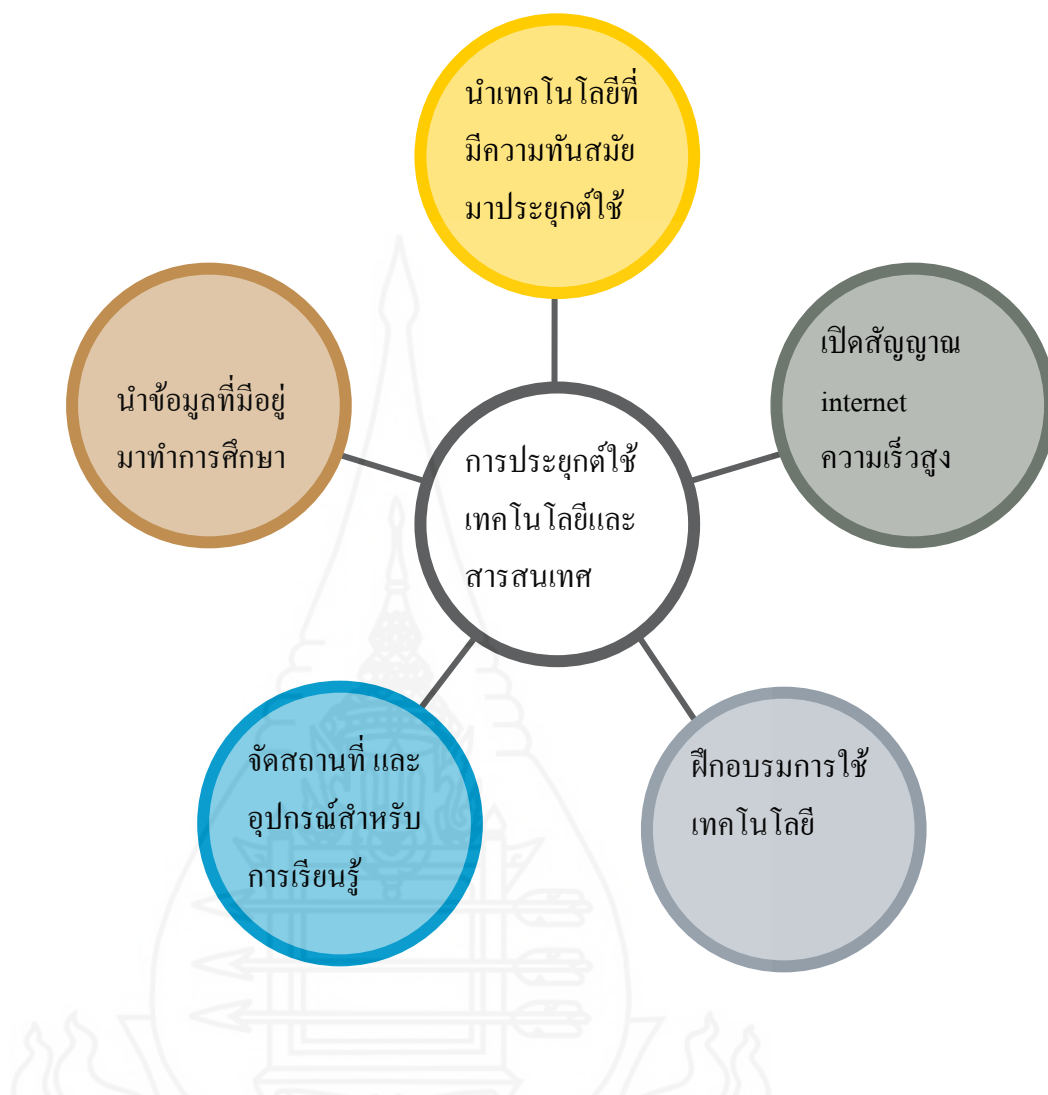 นำเทคโนโลยีที่
มีความทันสมัย
มาประยุกต์ใช้
เปิดสัญญาณ
internet
ความเร็วสูง
นำข้อมูลที่มีอยู่
มาทำการศึกษา
การประยุกต์ใช้
เทคโนโลยีและ
สารสนเทศ
จัดสถานที่ และ
อุปกรณ์สำหรับ
การเรียนรู้
ฝึกอบรมการใช้
เทคโนโลยี